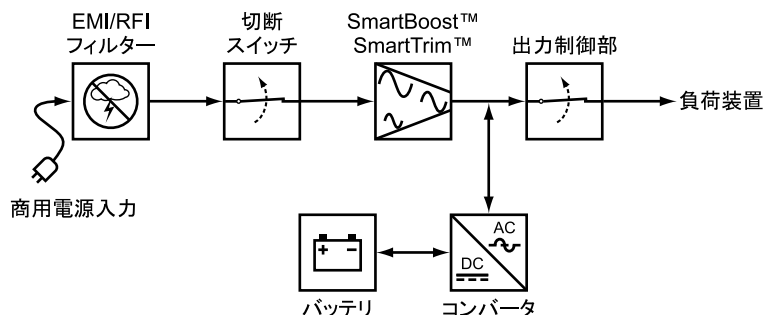 EMI/RFI
フィルター
切断
スイッチ
SmartBoost™
SmartTrim™
出力制御部
負荷装置
商用電源入力
AC
DC
バッテリ
コンバータ